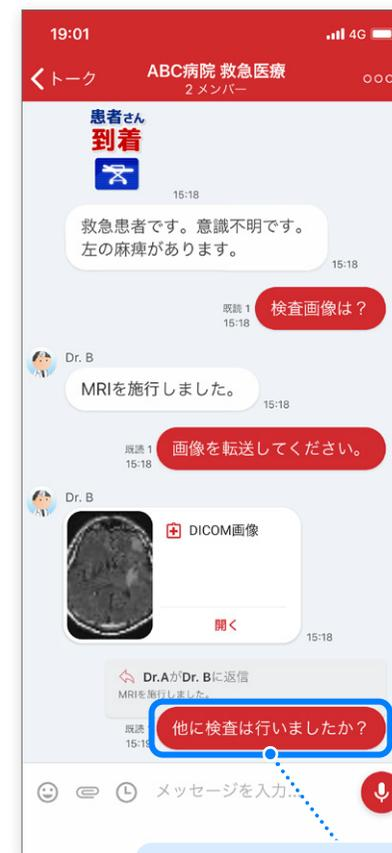 19:01
4G
トーク
ABC病院 救急医療
2 メンバー
患者さん
到着
15:18
救急患者です。意識不明です。
左の麻痺があります。
15:18
既読 1
15:18
検査画像は？
Dr. B
MRIを施行しました。
15:18
既読 1
15:18
画像を転送してください。
Dr. B
DICOM画像
開く
15:18
Dr.AがDr. Bに返信
MRIを施行しました。
既読
15:19
他に検査は行いましたか？
メッセージを入力...